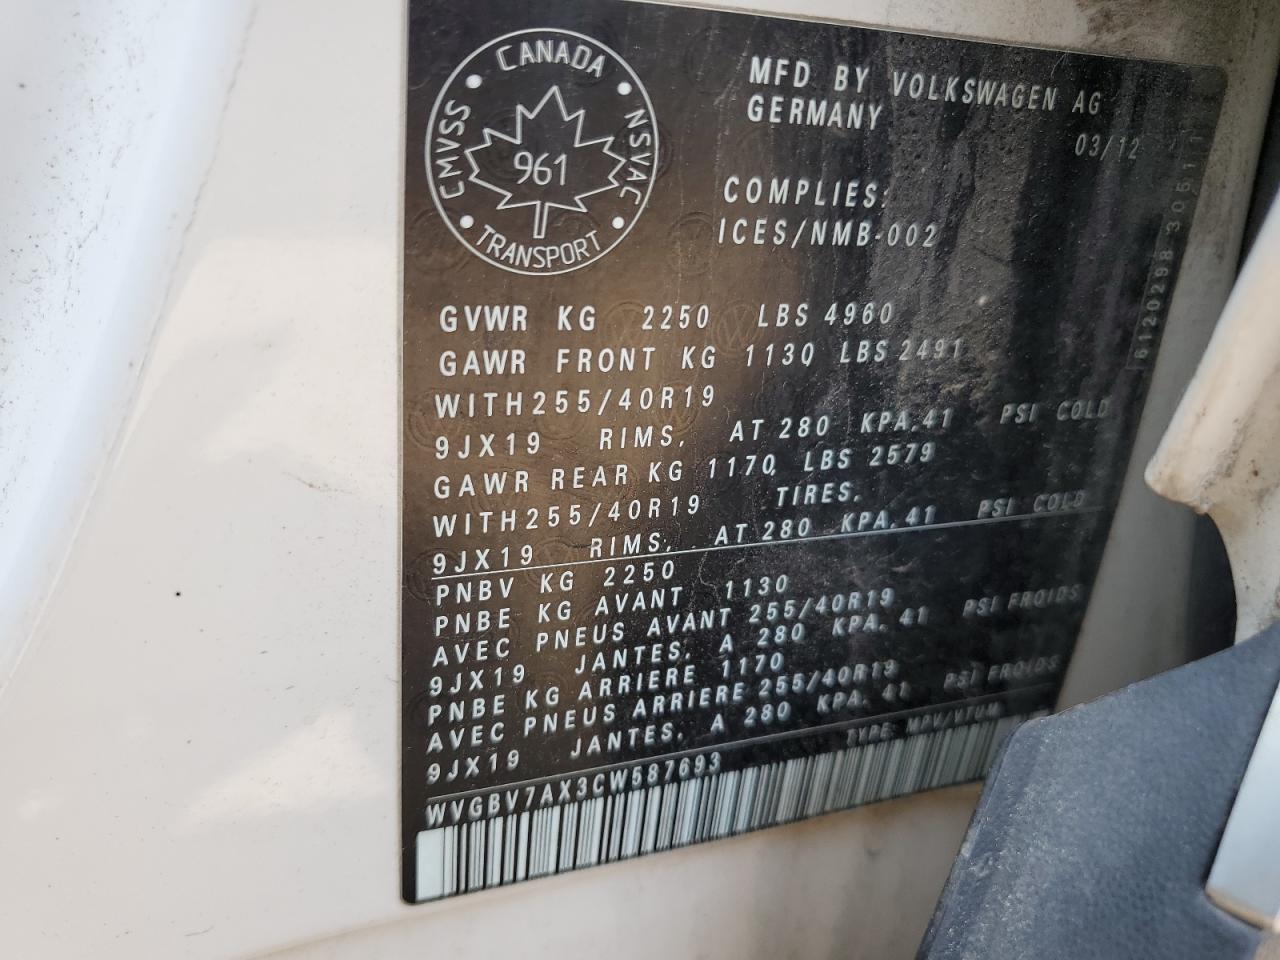 CANADA
CMVSS
NSVAC
961
TRANSPORT
MFD BY VOLKSWAGEN AG
GERMANY
03/12
COMPLIES:
ICES/NMB-002
GVWR KG 2250 LBS 4960
GAWR FRONT KG 1130 LBS 2491
WITH255/40R19
9JX19 RIMS, AT 280 KPA,41 PSI COLD
GAWR REAR KG 1170, LBS 2579
WITH255/40R19 TIRES,
9JX19 RIMS, AT 280 KPA,41 PSI COLD
PNBV KG 2250
PNBE KG AVANT 1130
AVEC PNEUS AVANT 255/40R19
9JX19 JANTES, A 280 KPA, 41 PSI FROIDS
PNBE KG ARRIERE 1170
AVEC PNEUS ARRIERE 255/40R19
9JX19 JANTES, A 280 KPA, 41 PSI FROIDS
WVGBV7AX3CW587693 TYPE: MPV/VTUM